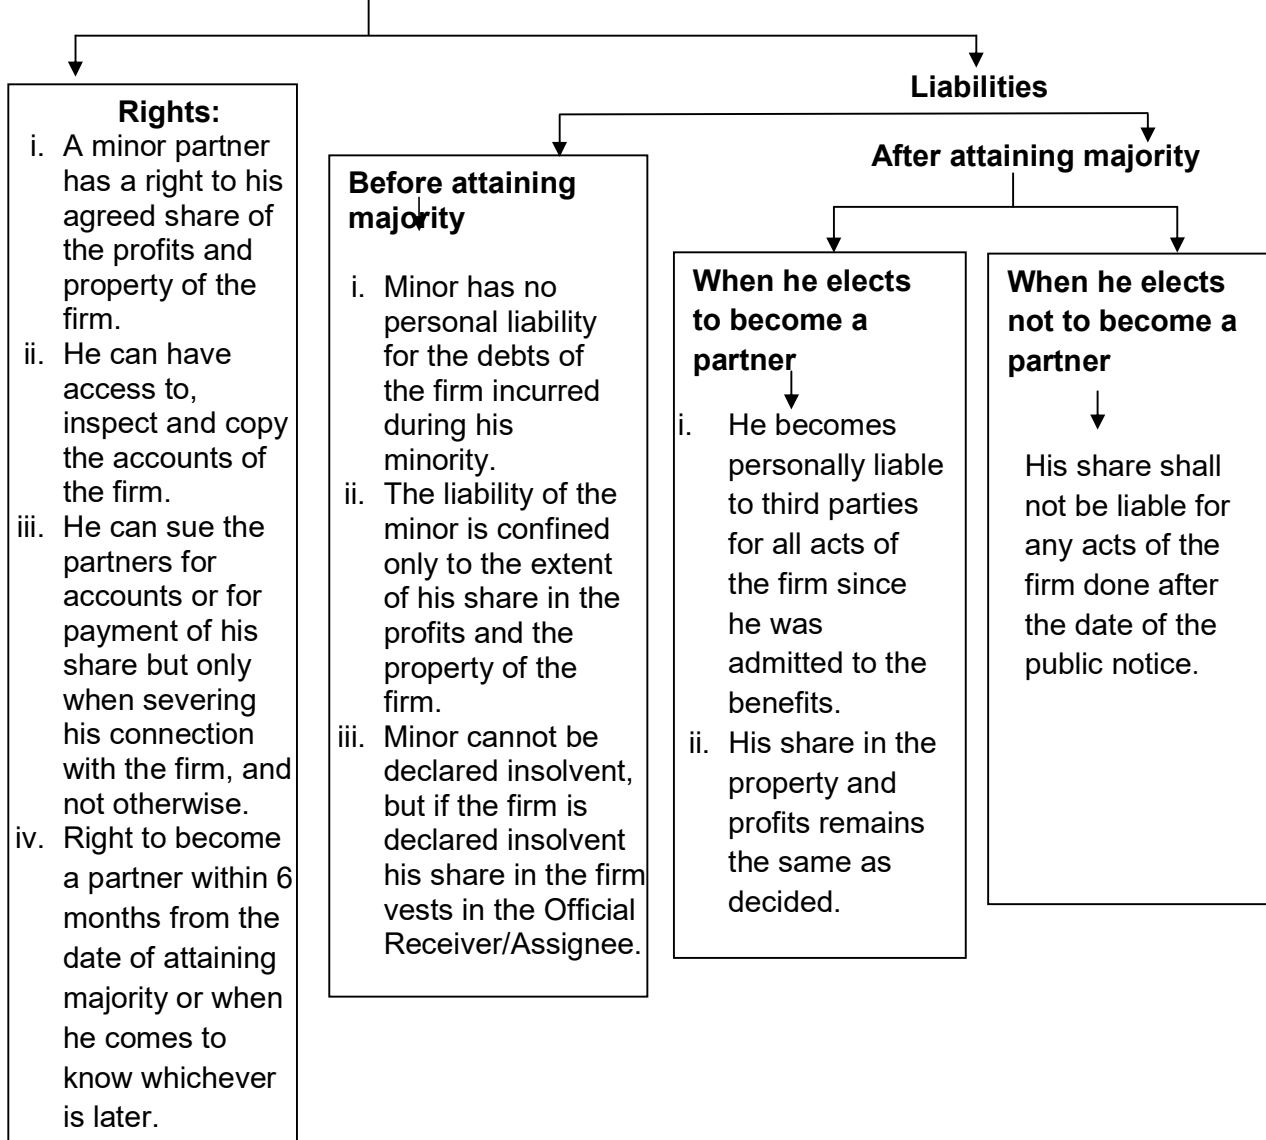 Rights:
i. A minor partner
has a right to his
agreed share of
the profits and
property of the
firm.
ii. He can have
access to,
inspect and copy
the accounts of
the firm.
iii. He can sue the
partners for
accounts or for
payment of his
share but only
when severing
his connection
with the firm, and
not otherwise.
iv. Right to become
a partner within 6
months from the
date of attaining
majority or when
he comes to
know whichever
is later.
Liabilities
Before attaining
majority
i. Minor has no
personal liability
for the debts of
the firm incurred
during his
minority.
ii. The liability of the
minor is confined
only to the extent
of his share in the
profits and the
property of the
firm.
iii. Minor cannot be
declared insolvent,
but if the firm is
declared insolvent
his share in the firm
vests in the Official
Receiver/Assignee.
After attaining majority
When he elects
to become a
partner
i. He becomes
personally liable
to third parties
for all acts of
the firm since
he was
admitted to the
benefits.
ii. His share in the
property and
profits remains
the same as
decided.
When he elects
not to become a
partner
His share shall
not be liable for
any acts of the
firm done after
the date of the
public notice.